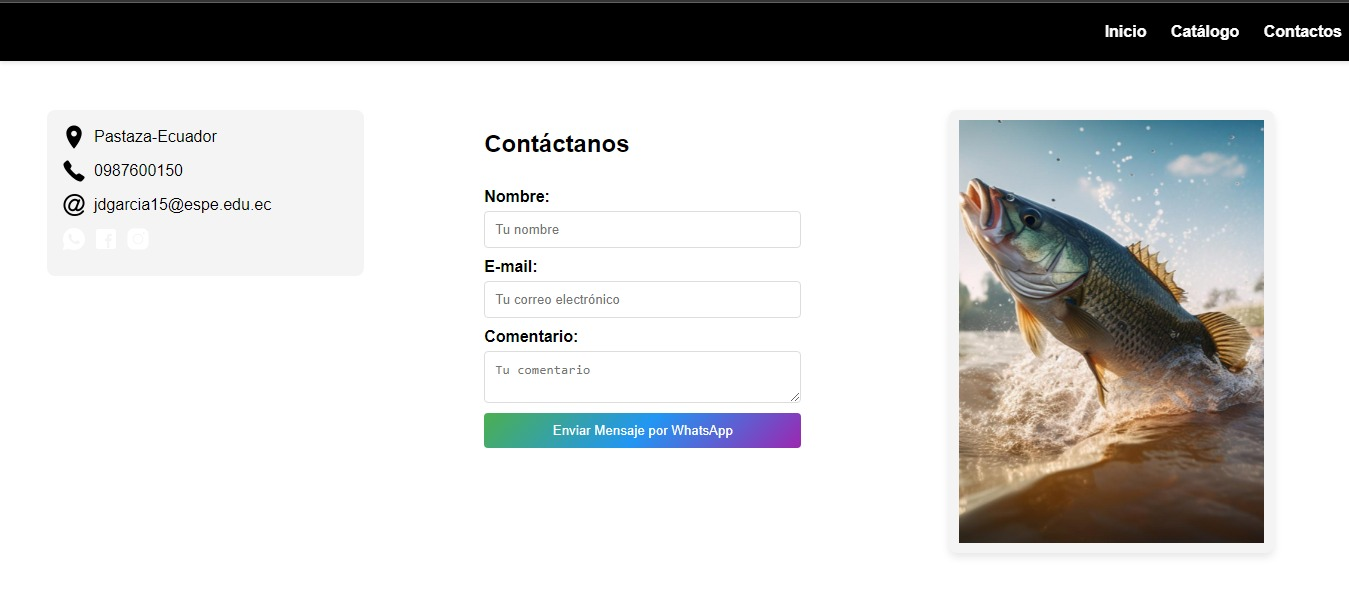 Inicio Catálogo Contactos
Pastaza-Ecuador
0987600150
jdgarcia15@espe.edu.ec
Contáctanos
Nombre:
Tu nombre
E-mail:
Tu correo electrónico
Comentario:
Tu comentario
Enviar Mensaje por WhatsApp